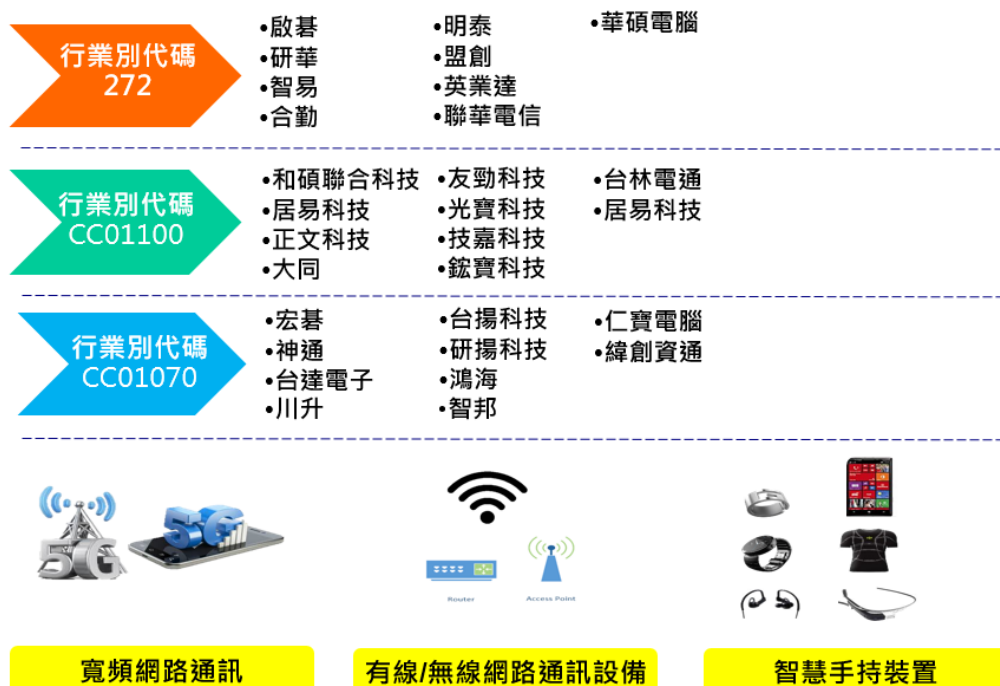 行業別代碼
272
•啟碁
•研華
•智易
•合勤
•明泰
•盟創
•英業達
•聯華電信
•華碩電腦
行業別代碼
CC01100
•和碩聯合科技
•居易科技
•正文科技
•大同
•友勁科技
•光寶科技
•技嘉科技
•鋐寶科技
•台林電通
•居易科技
行業別代碼
CC01070
•宏碁
•神通
•台達電子
•川升
•台揚科技
•研揚科技
•鴻海
•智邦
•仁寶電腦
•緯創資通
5G
5G
Router
Access Point
寬頻網路通訊
有線/無線網路通訊設備
智慧手持裝置